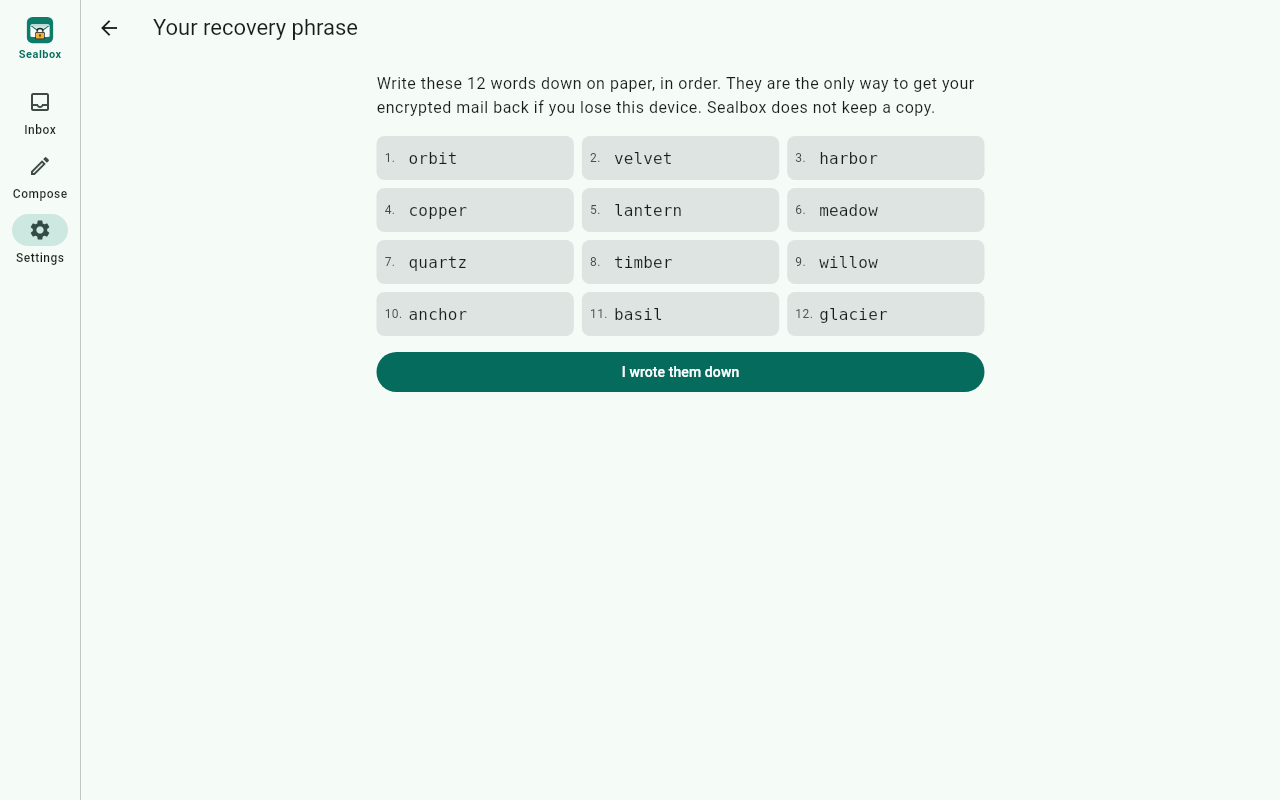 Sealbox
Inbox
Compose
Settings
Your recovery phrase
Write these 12 words down on paper, in order. They are the only way to get your
encrypted mail back if you lose this device. Sealbox does not keep a copy.
1. orbit
2. velvet
3. harbor
4. copper
5. lantern
6. meadow
7. quartz
8. timber
9. willow
10. anchor
11. basil
12. glacier
I wrote them down